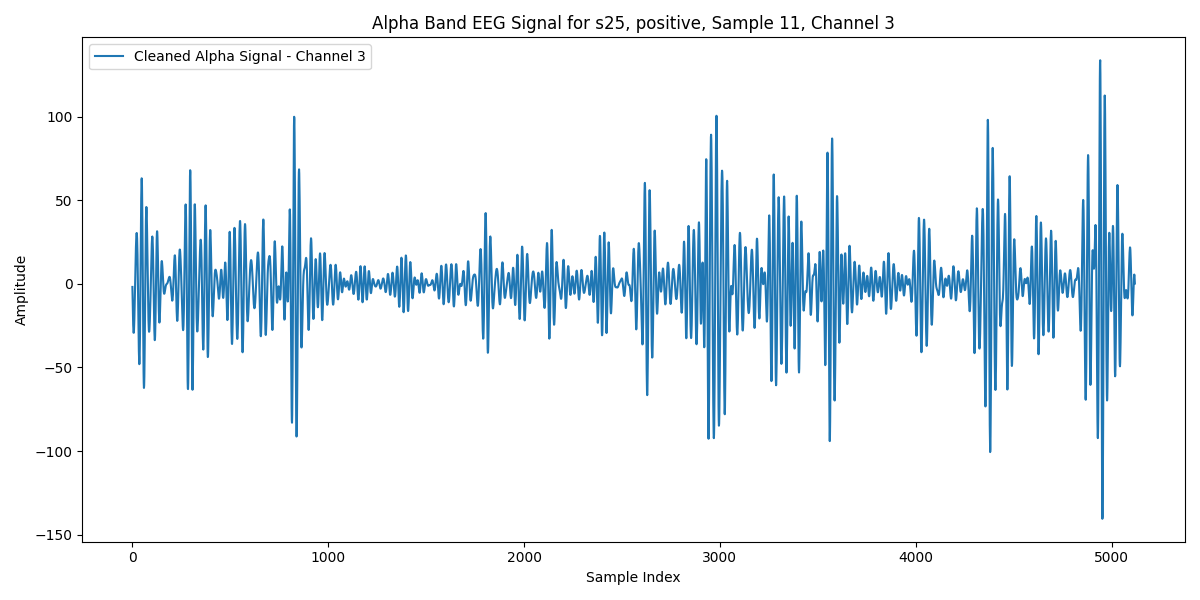 Alpha Band EEG Signal for s25, positive, Sample 11, Channel 3
Cleaned Alpha Signal - Channel 3
Amplitude
100
50
0
−50
−100
−150
0 1000 2000 3000 4000 5000
Sample Index